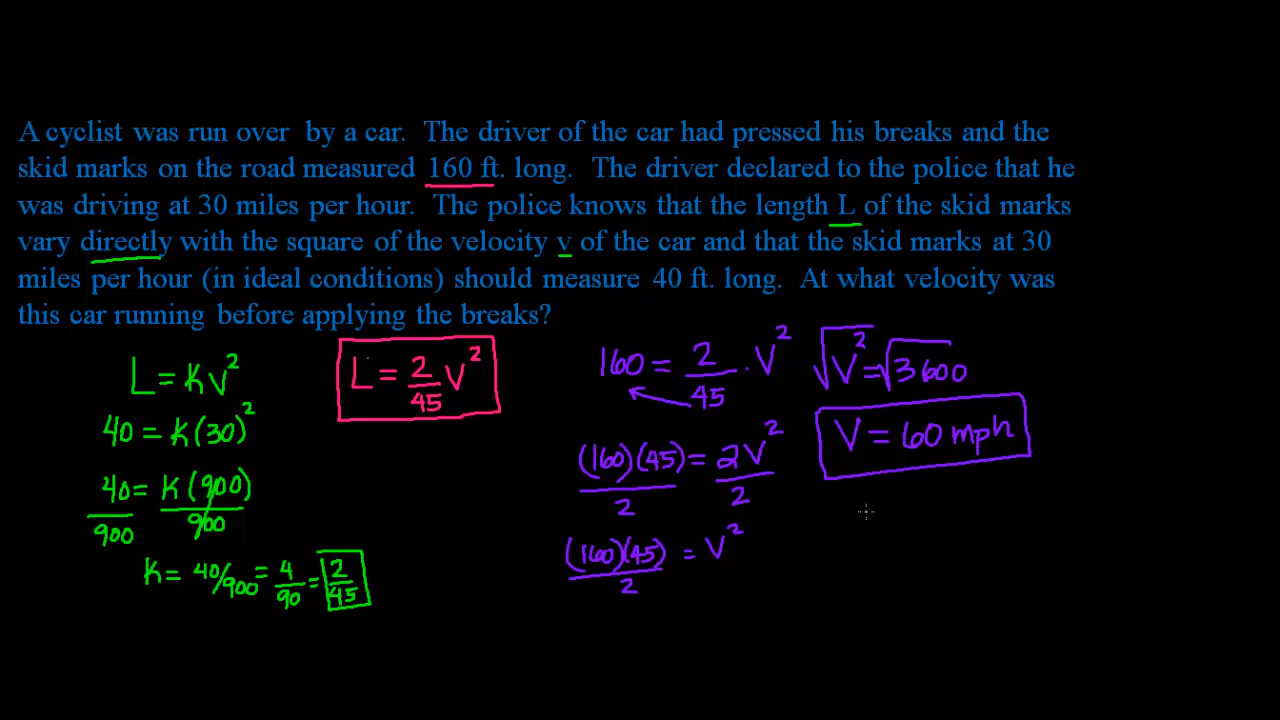 A cyclist was run over by a car. The driver of the car had pressed his breaks and the
skid marks on the road measured 160 ft. long. The driver declared to the police that he
was driving at 30 miles per hour. The police knows that the length L of the skid marks
vary directly with the square of the velocity v of the car and that the skid marks at 30
miles per hour (in ideal conditions) should measure 40 ft. long. At what velocity was
this car running before applying the breaks?
L = KV²
40 = K(30)²
40/900 = K(900)/900
K = 40/900 = 4/90 = 2/45
L = 2/45 V²
160 = 2/45 · V²
(160)(45)/2 = 2V²/2
(160)(45)/2 = V²
√V² = √3600
V = 60 mph